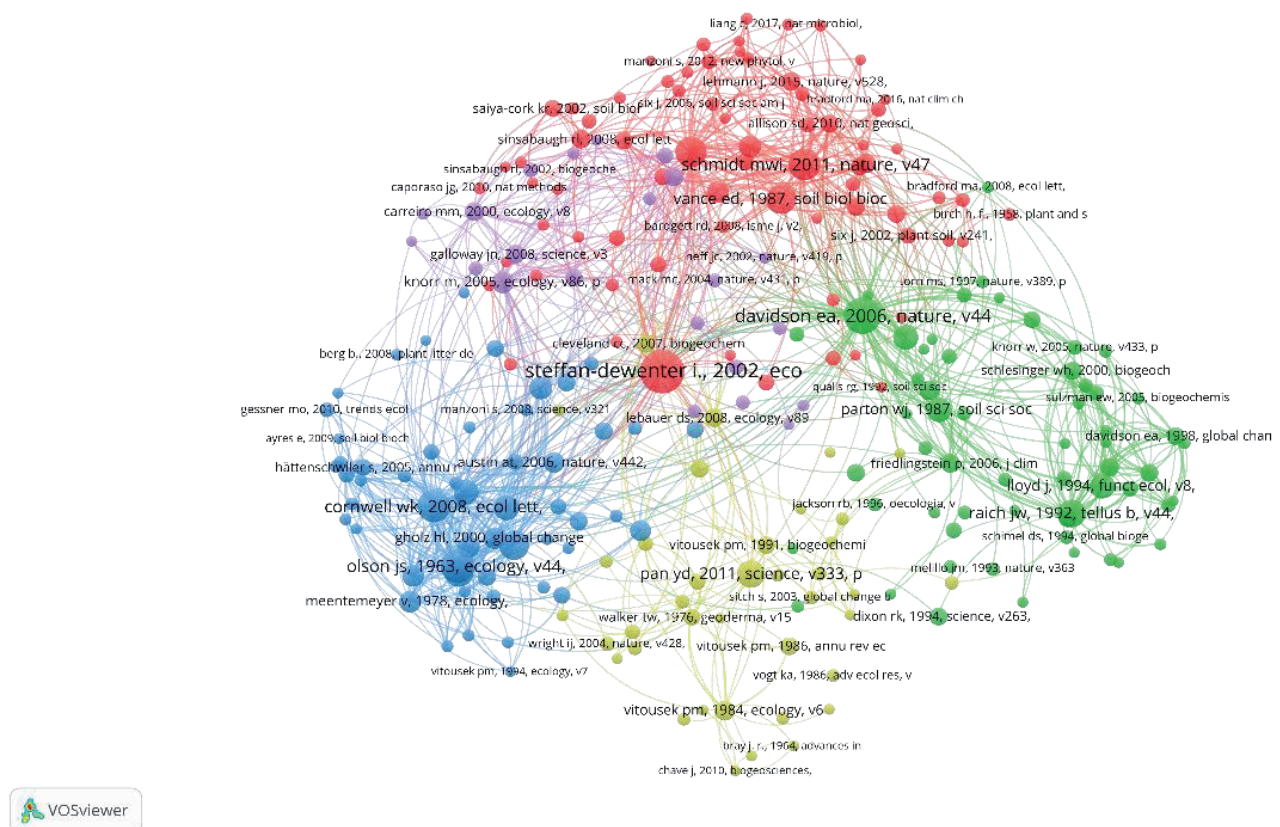 liang c, 2017, nat microbiol,
manzoni s, 2012, new phytol, v
lehmann j, 2015, nature, v528,
bradford ma, 2016, nat clim ch
six j, 2006, soil sci soc am j
saiya-cork kr, 2002, soil biol
allison sd, 2010, nat geosci,
sinsabaugh rl, 2008, ecol lett
schmidt mwi, 2011, nature, v47
sinsabaugh rl, 2002, biogeoche
caporaso jg, 2010, nat methods
bradford ma, 2008, ecol lett,
vance ed, 1987, soil biol bioc
carreiro mm, 2000, ecology, v8
birch h. f., 1958, plant and s
bardgett rd, 2008, isme j, v2,
six j, 2002, plant soil, v241,
galloway jn, 2008, science, v3
neff jc, 2002, nature, v419, p
knorr m, 2005, ecology, v86, p
mack mc, 2004, nature, v431, p
torn ms, 1997, nature, v389, p
davidson ea, 2006, nature, v44
cleveland cc, 2007, biogeochem
knorr w, 2005, nature, v433, p
berg b., 2008, plant litter de
steffan-dewenter i., 2002, eco
schlesinger wh, 2000, biogeoch
qualls rg, 1992, soil sci soc
sulzman ew, 2005, biogeochemis
gessner mo, 2010, trends ecol
manzoni s, 2008, science, v321
parton wj, 1987, soil sci soc
lebauer ds, 2008, ecology, v89
ayres e, 2009, soil biol bioch
davidson ea, 1998, global chan
hättenschwiler s, 2005, annu r
austin at, 2006, nature, v442,
friedlingstein p, 2006, j clim
lloyd j, 1994, funct ecol, v8,
cornwell wk, 2008, ecol lett,
jackson rb, 1996, oecologia, v
raich jw, 1992, tellus b, v44,
gholz hl, 2000, global change
schimel ds, 1994, global bioge
vitousek pm, 1991, biogeochemi
olson js, 1963, ecology, v44,
pan yd, 2011, science, v333, p
melillo jm, 1993, nature, v363
sitch s, 2003, global change b
meentemeyer v, 1978, ecology,
walker tw, 1976, geoderma, v15
dixon rk, 1994, science, v263,
wright ij, 2004, nature, v428,
vitousek pm, 1986, annu rev ec
vitousek pm, 1994, ecology, v7
vogt ka, 1986, adv ecol res, v
vitousek pm, 1984, ecology, v6
bray j. r., 1964, advances in
chave j, 2010, biogeosciences,
VOSviewer